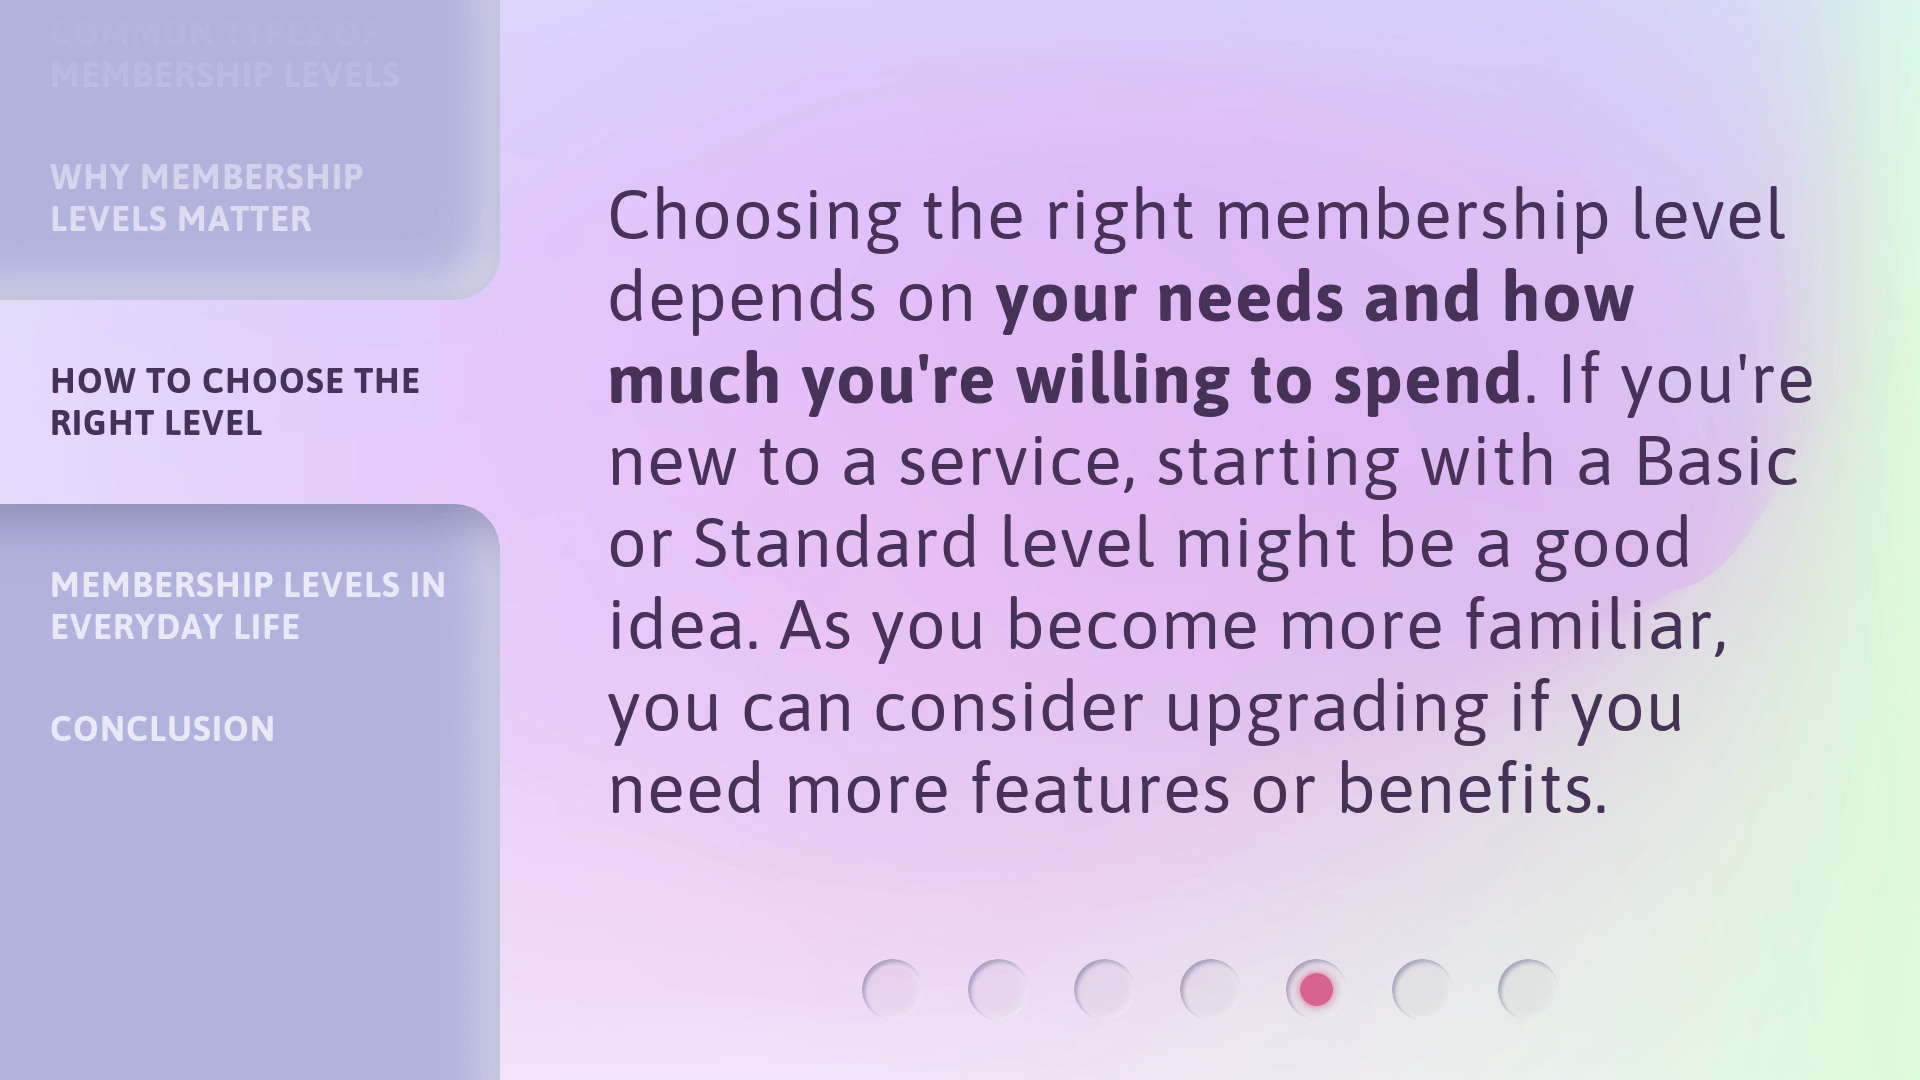 COMMON TYPES OF
MEMBERSHIP LEVELS
WHY MEMBERSHIP
LEVELS MATTER
HOW TO CHOOSE THE
RIGHT LEVEL
MEMBERSHIP LEVELS IN
EVERYDAY LIFE
CONCLUSION
Choosing the right membership level
depends on your needs and how
much you're willing to spend. If you're
new to a service, starting with a Basic
or Standard level might be a good
idea. As you become more familiar,
you can consider upgrading if you
need more features or benefits.